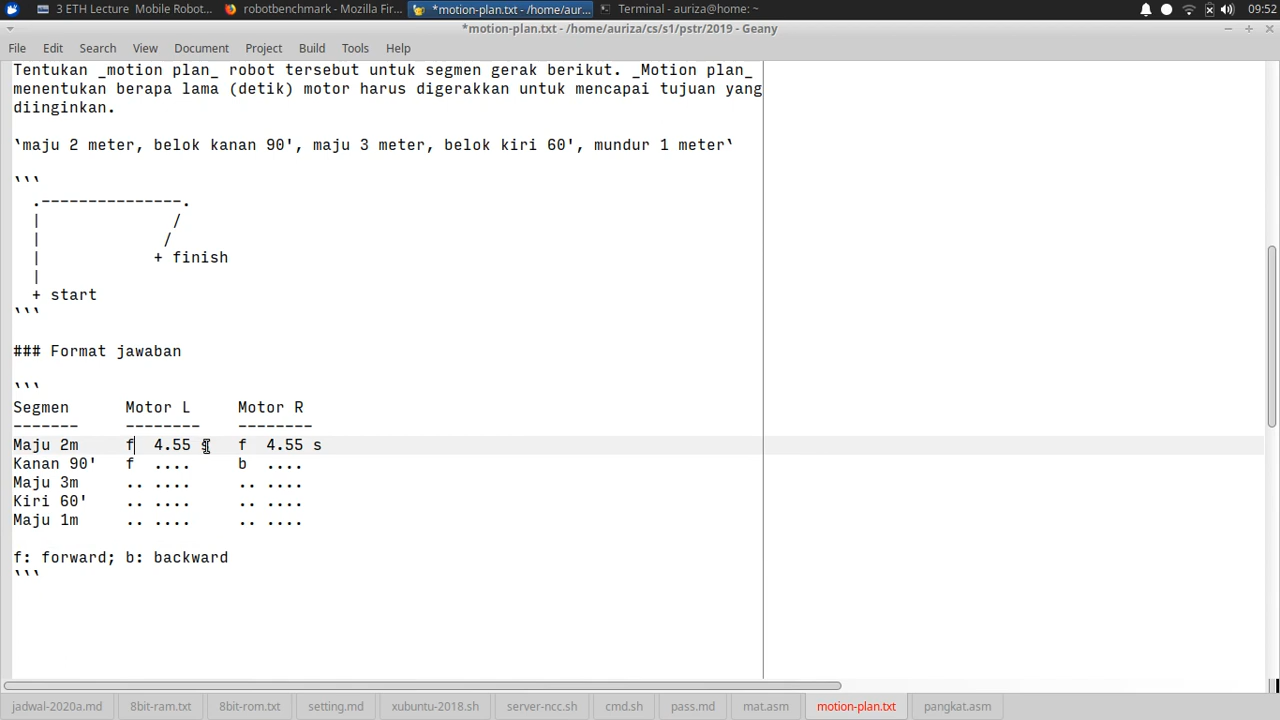 3 ETH Lecture  Mobile Robot...
robotbenchmark - Mozilla Fir...
*motion-plan.txt - /home/aur...
Terminal - auriza@home: ~
09:52
*motion-plan.txt - /home/auriza/cs/s1/pstr/2019 - Geany
File Edit Search View Document Project Build Tools Help
Tentukan _motion plan_ robot tersebut untuk segmen gerak berikut. _Motion plan_
menentukan berapa lama (detik) motor harus digerakkan untuk mencapai tujuan yang
diinginkan.
`maju 2 meter, belok kanan 90', maju 3 meter, belok kiri 60', mundur 1 meter`
```
  .---------------.
  |              /
  |             /
  |            + finish
  |
  + start
```
### Format jawaban
```
Segmen      Motor L     Motor R
-------     --------    --------
Maju 2m     f  4.55 s   f  4.55 s
Kanan 90'   f  ....     b  ....
Maju 3m     .. ....     .. ....
Kiri 60'    .. ....     .. ....
Maju 1m     .. ....     .. ....
f: forward; b: backward
```
jadwal-2020a.md 8bit-ram.txt 8bit-rom.txt setting.md xubuntu-2018.sh server-ncc.sh cmd.sh pass.md mat.asm motion-plan.txt pangkat.asm